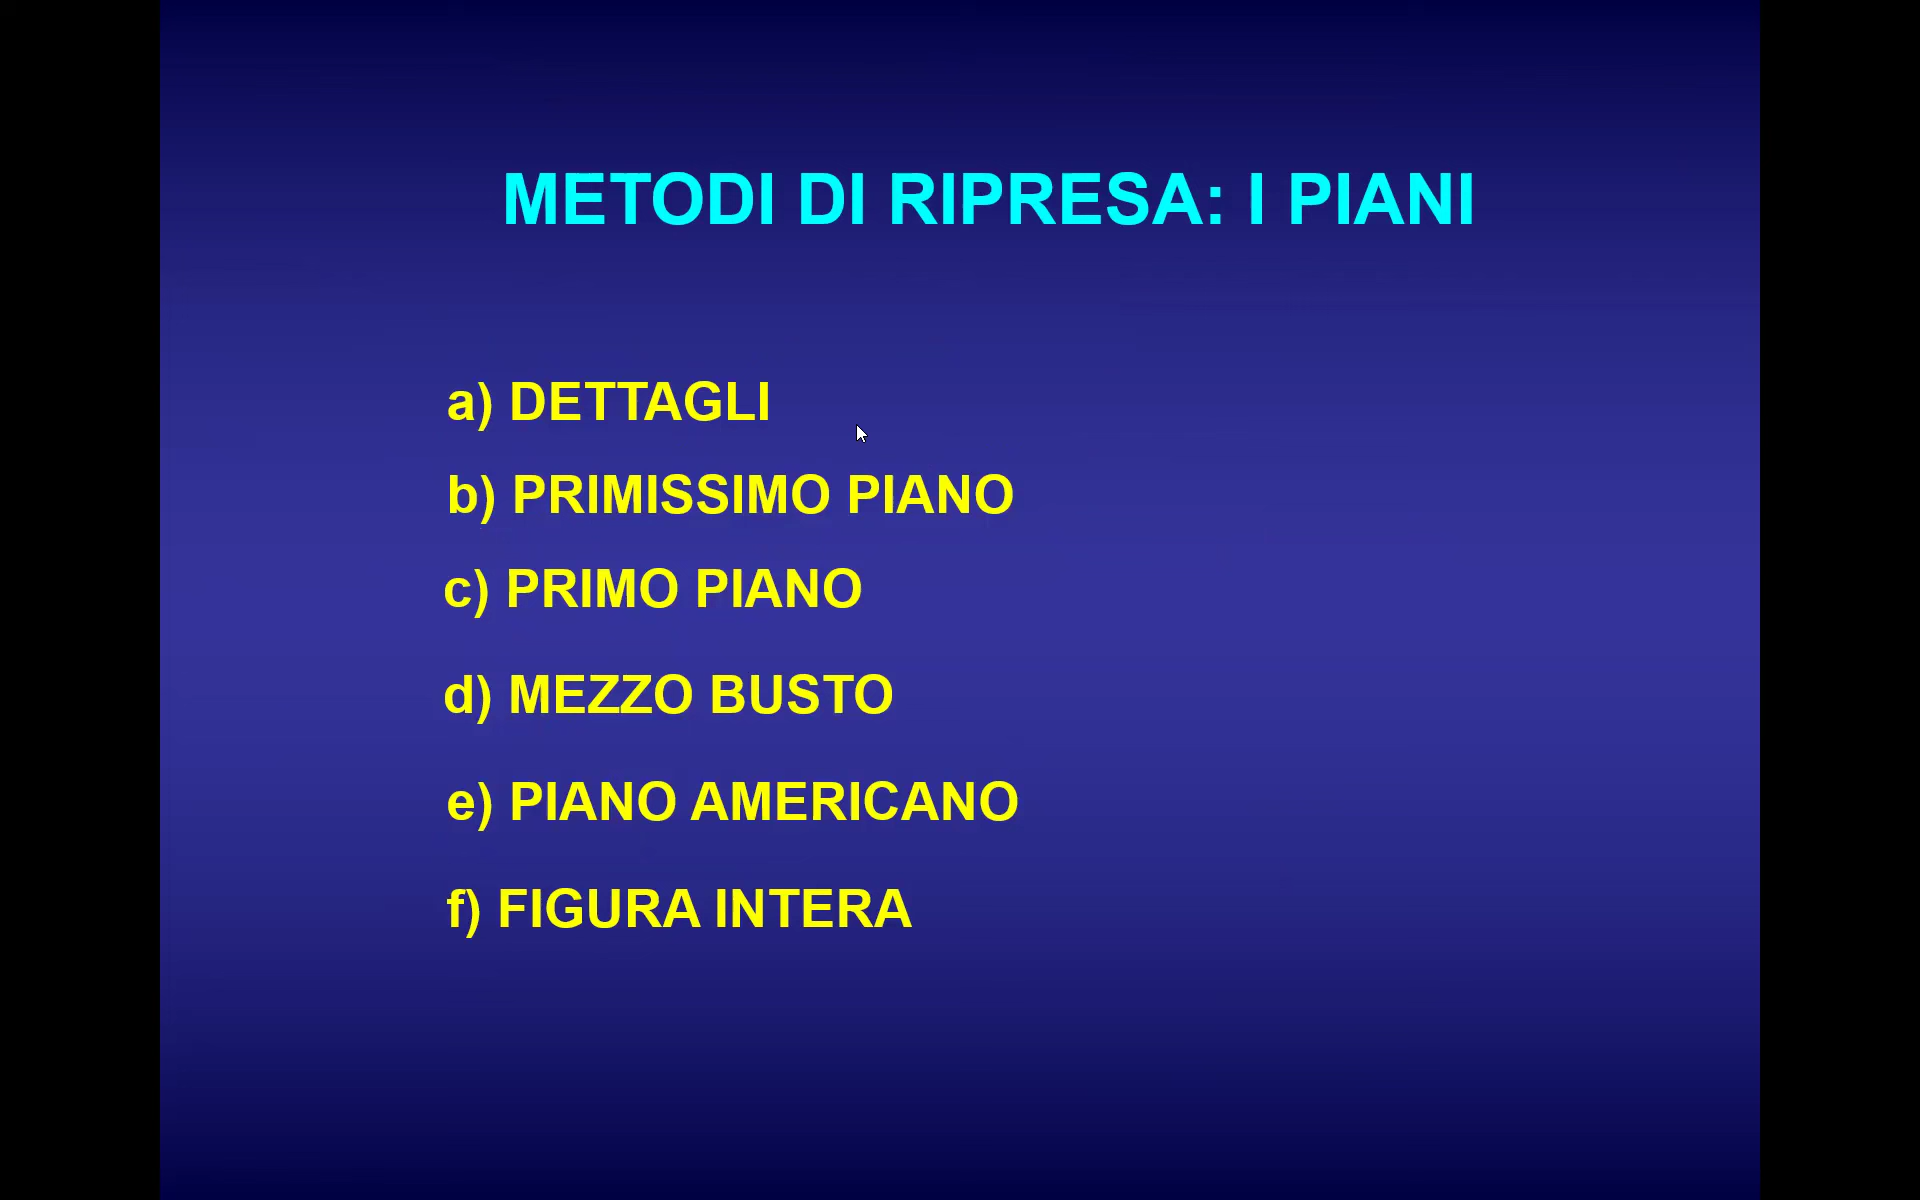 METODI DI RIPRESA: I PIANI
a) DETTAGLI
b) PRIMISSIMO PIANO
c) PRIMO PIANO
d) MEZZO BUSTO
e) PIANO AMERICANO
f) FIGURA INTERA